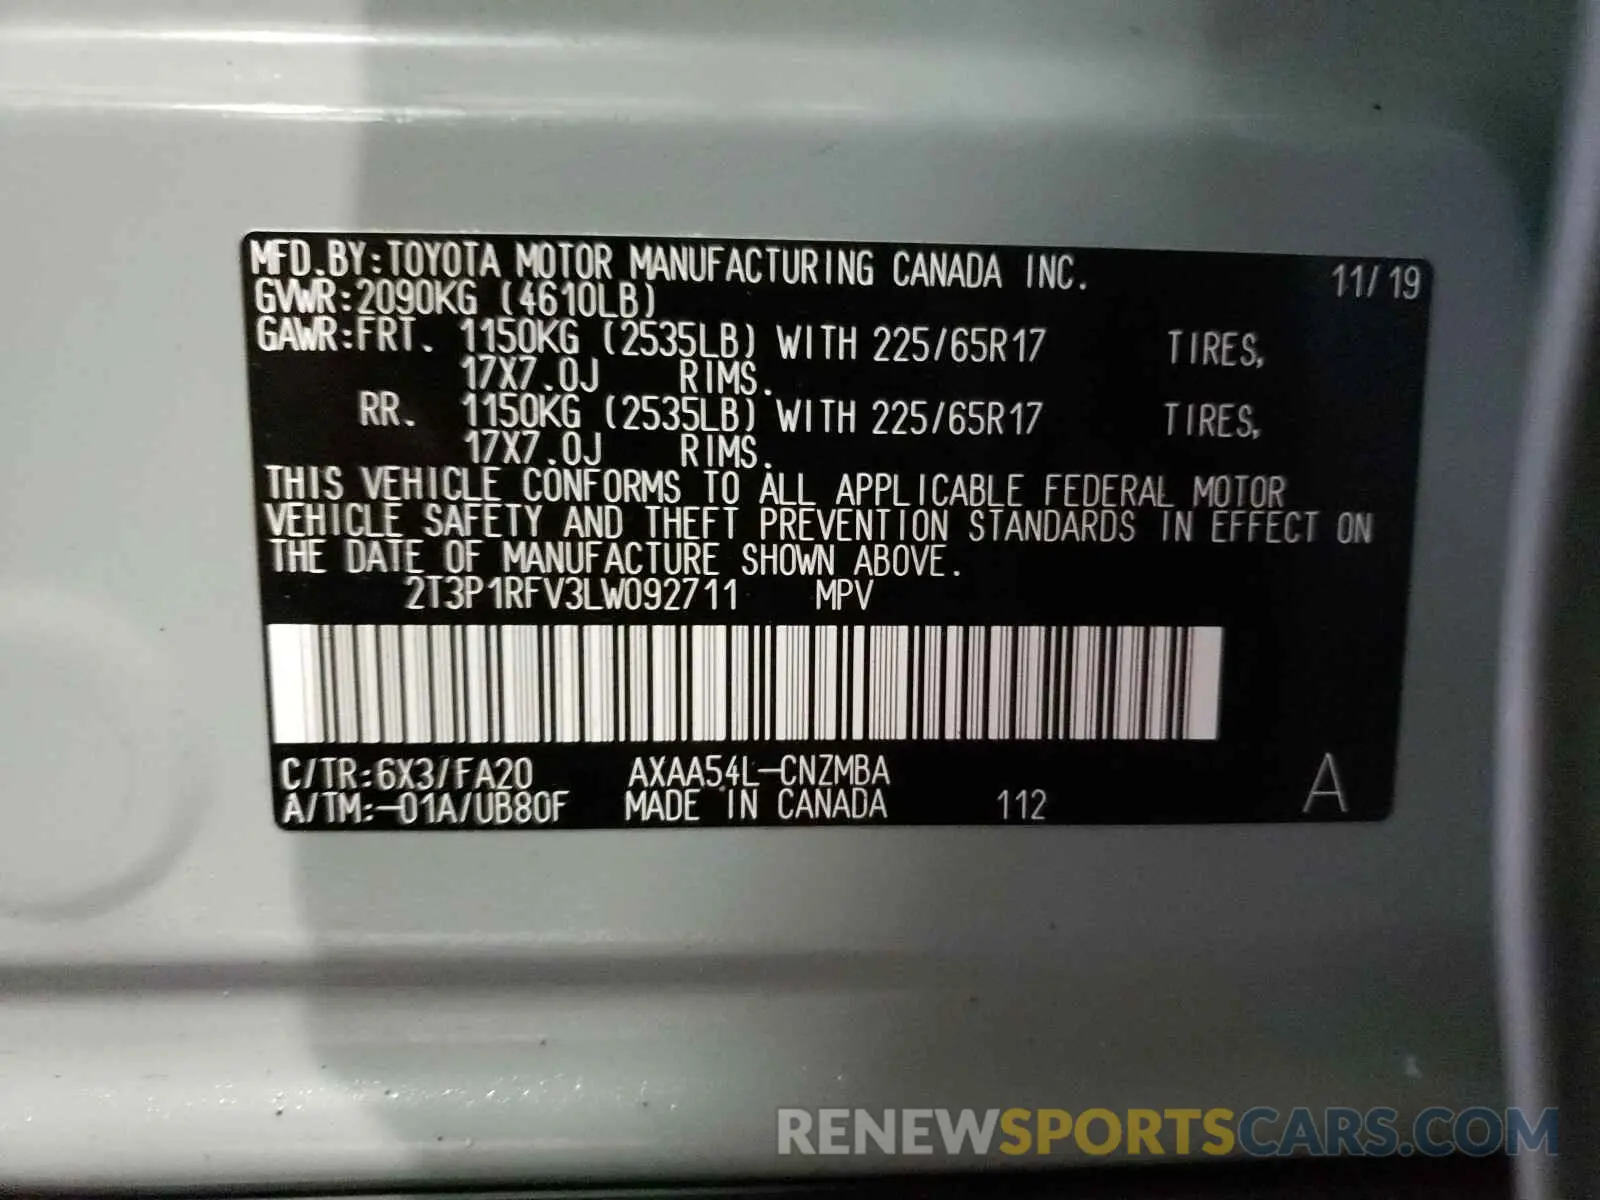 MFD.BY:TOYOTA MOTOR MANUFACTURING CANADA INC. 11/19
GVWR:2090KG (4610LB)
GAWR:FRT. 1150KG (2535LB) WITH 225/65R17 TIRES,
17X7.0J RIMS.
RR. 1150KG (2535LB) WITH 225/65R17 TIRES,
17X7.0J RIMS.
THIS VEHICLE CONFORMS TO ALL APPLICABLE FEDERAL MOTOR
VEHICLE SAFETY AND THEFT PREVENTION STANDARDS IN EFFECT ON
THE DATE OF MANUFACTURE SHOWN ABOVE.
2T3P1RFV3LW092711 MPV
C/TR:6X3/FA20 AXAA54L-CNZMBA
A/TM:-01A/UB80F MADE IN CANADA 112 A
RENEWSPORTSCARS.COM